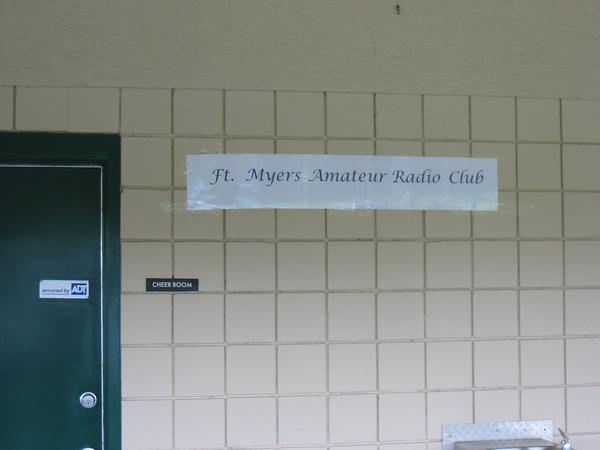 Ft. Myers Amateur Radio Club
secured by ADT
CHEER ROOM